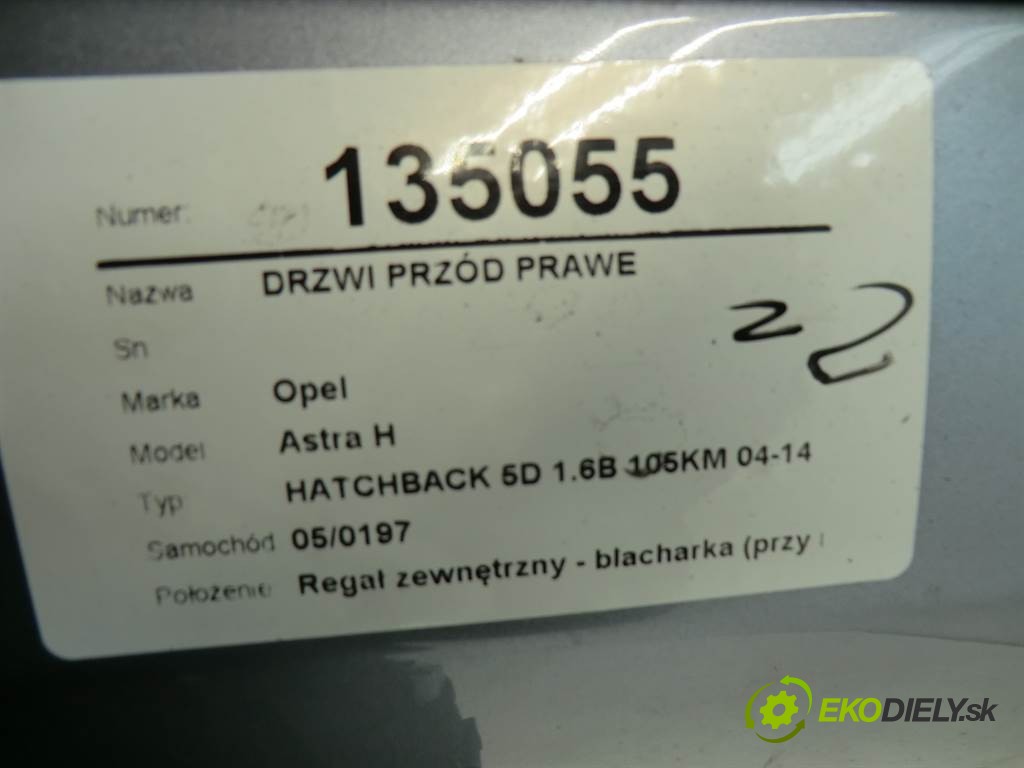 Numer: 135055
Nazwa DRZWI PRZÓD PRAWE
Sn
Marka Opel
Model Astra H
Typ HATCHBACK 5D 1.6B 105KM 04-14
Samochód 05/0197
Położenie Regał zewnętrzny - blacharka (przy
EKODIELY.sk